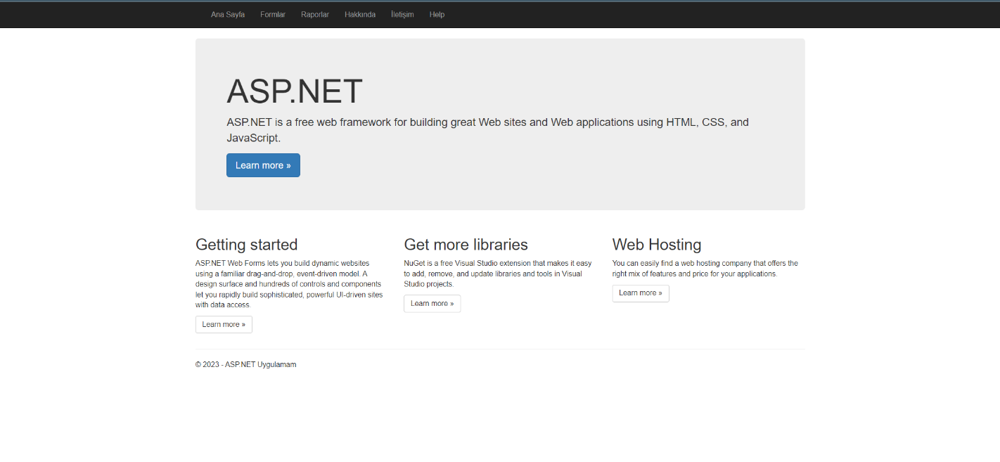 Ana Sayfa Formlar Raporlar Hakkında İletişim Help
ASP.NET
ASP.NET is a free web framework for building great Web sites and Web applications using HTML, CSS, and
JavaScript.
Learn more »
Getting started
ASP.NET Web Forms lets you build dynamic websites
using a familiar drag-and-drop, event-driven model. A
design surface and hundreds of controls and components
let you rapidly build sophisticated, powerful UI-driven sites
with data access.
Learn more »
Get more libraries
NuGet is a free Visual Studio extension that makes it easy
to add, remove, and update libraries and tools in Visual
Studio projects.
Learn more »
Web Hosting
You can easily find a web hosting company that offers the
right mix of features and price for your applications.
Learn more »
© 2023 - ASP.NET Uygulamam